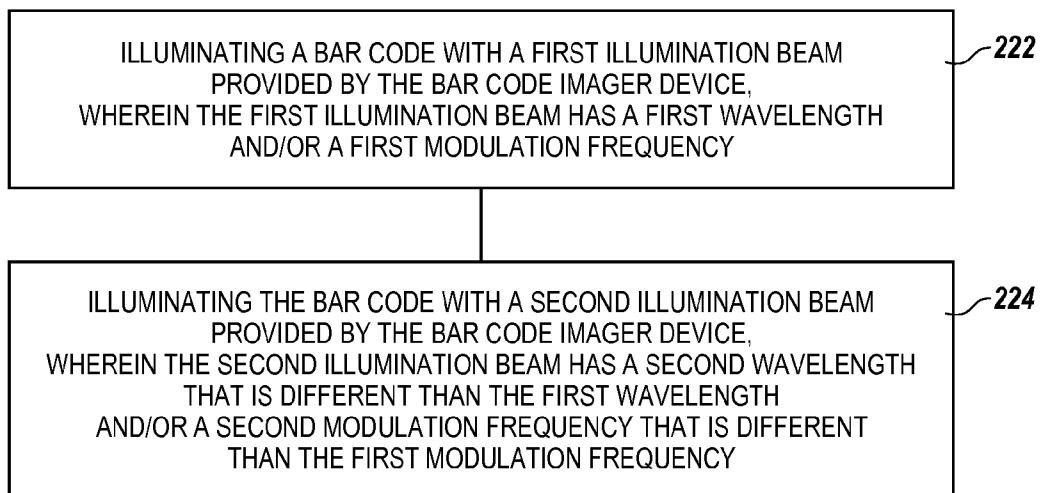 ILLUMINATING A BAR CODE WITH A FIRST ILLUMINATION BEAM
PROVIDED BY THE BAR CODE IMAGER DEVICE,
WHEREIN THE FIRST ILLUMINATION BEAM HAS A FIRST WAVELENGTH
AND/OR A FIRST MODULATION FREQUENCY
222
ILLUMINATING THE BAR CODE WITH A SECOND ILLUMINATION BEAM
PROVIDED BY THE BAR CODE IMAGER DEVICE,
WHEREIN THE SECOND ILLUMINATION BEAM HAS A SECOND WAVELENGTH
THAT IS DIFFERENT THAN THE FIRST WAVELENGTH
AND/OR A SECOND MODULATION FREQUENCY THAT IS DIFFERENT
THAN THE FIRST MODULATION FREQUENCY
224